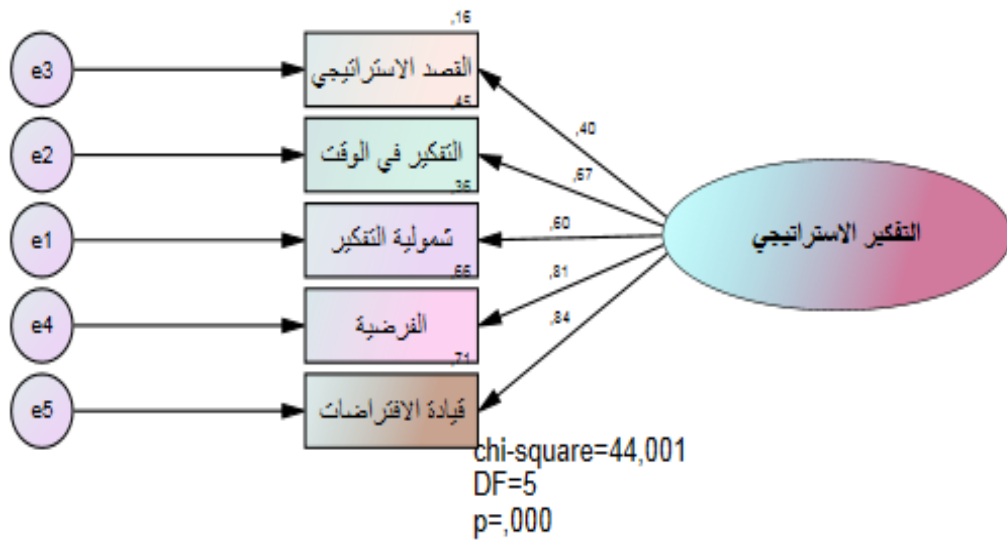 ,16
e3
القصد الاستراتيجي
,40
,45
e2
التفكير في الوقت
,67
,36
e1
شمولية التفكير
,60
التفكير الاستراتيجي
,66
e4
الفرضية
,81
,71
e5
قيادة الافتراضات
,84
chi-square=44,001
DF=5
p=,000